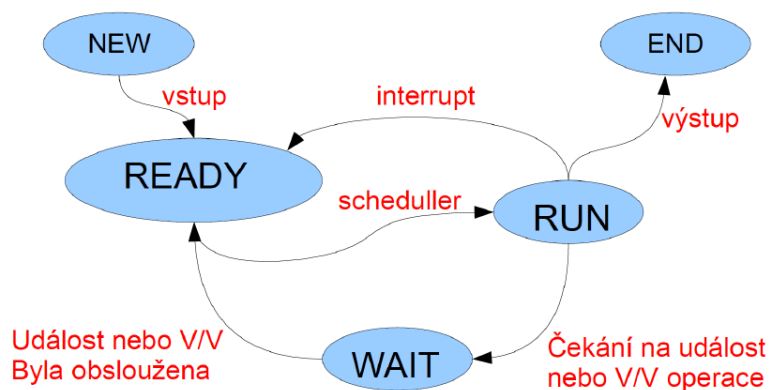 NEW
END
vstup
interrupt
výstup
READY
scheduller
RUN
Událost nebo V/V
Byla obsloužena
WAIT
Čekání na událost
nebo V/V operace